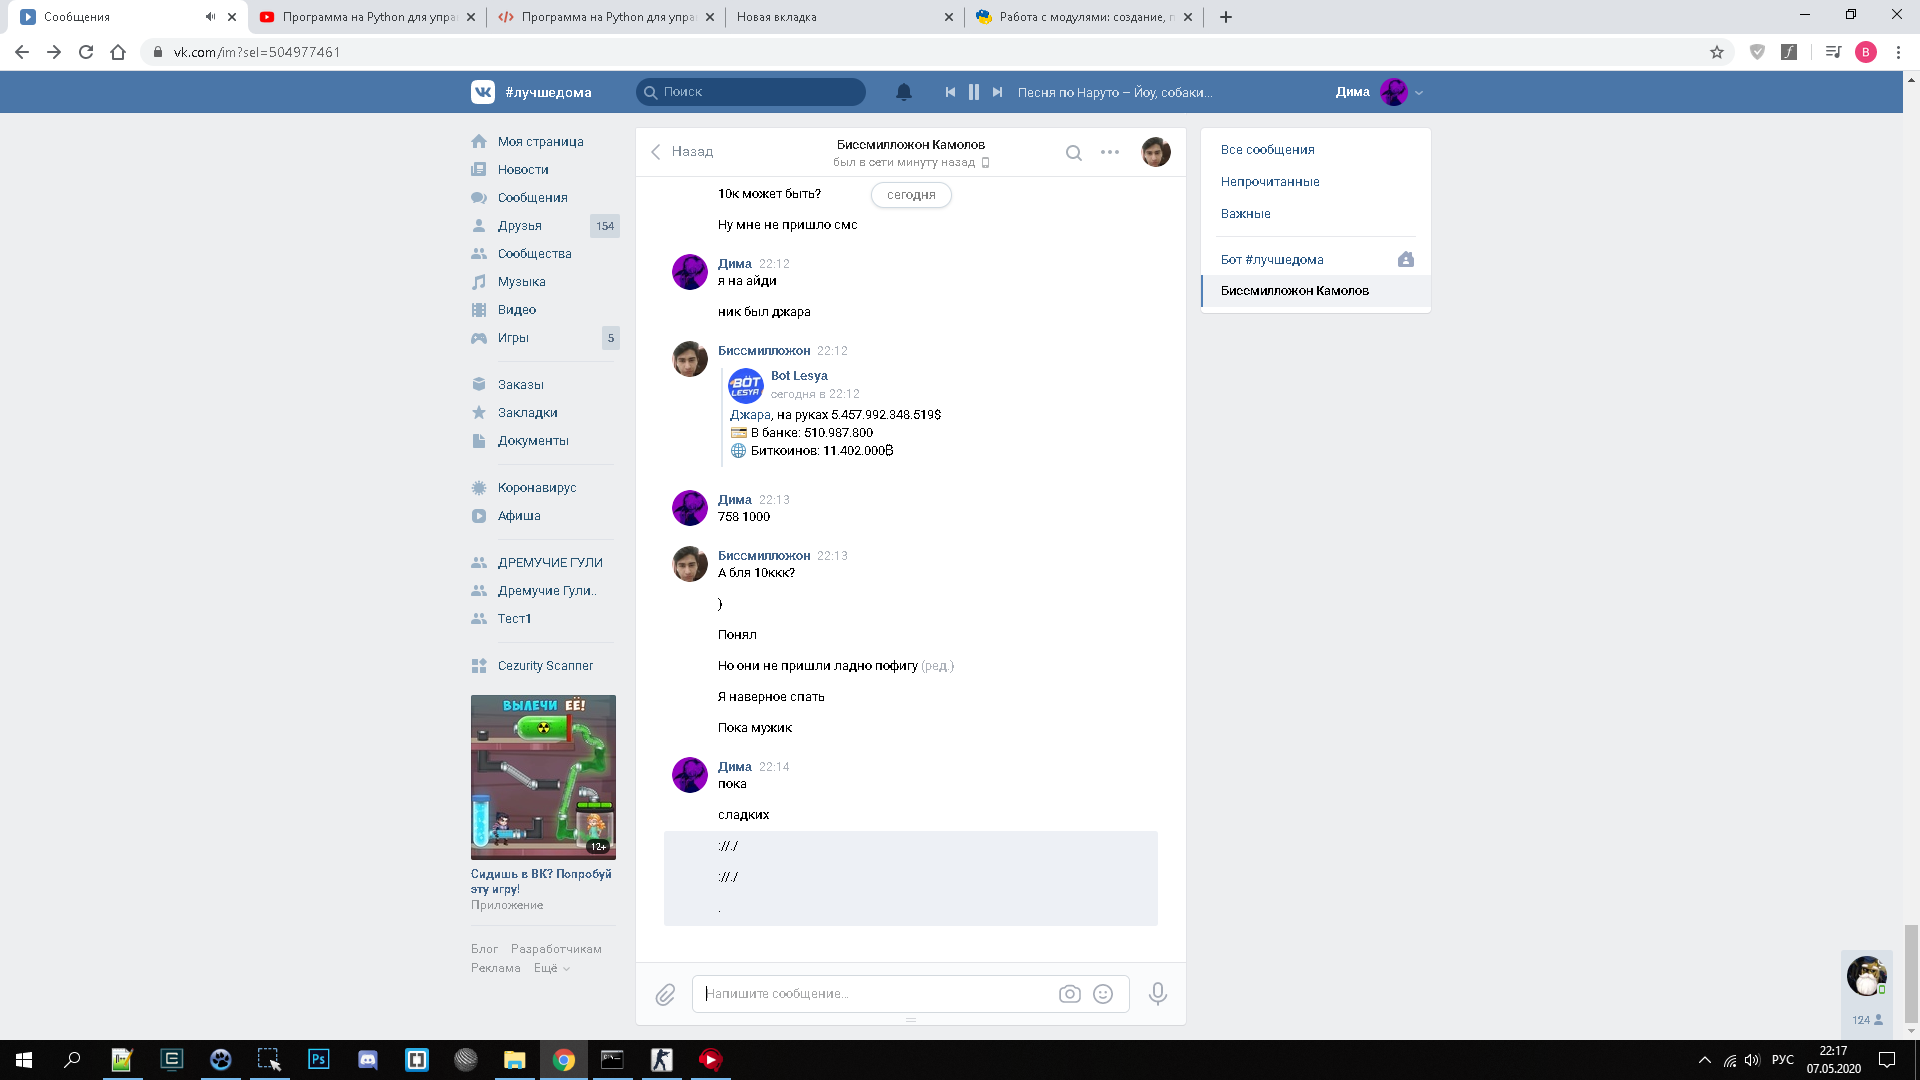 Сообщения
Программа на Python для упра
Программа на Python для упра
Новая вкладка
Работа с модулями: создание, п
vk.com/im?sel=504977461
B
#лучшедома
Поиск
Песня по Наруто – Йоу, собаки...
Дима
Моя страница
Новости
Сообщения
Друзья 154
Сообщества
Музыка
Видео
Игры 5
Заказы
Закладки
Документы
Коронавирус
Афиша
ДРЕМУЧИЕ ГУЛИ
Дремучие Гули..
Тест1
Cezurity Scanner
ВЫЛЕЧИ ЕЁ!
12+
Сидишь в ВК? Попробуй
эту игру!
Приложение
Блог Разработчикам
Реклама Ещё
Назад
Биссмилложон Камолов
был в сети минуту назад
10к может быть?
сегодня
Ну мне не пришло смс
Дима 22:12
я на айди
ник был джара
Биссмилложон 22:12
BOT
LESYA
Bot Lesya
сегодня в 22:12
Джара, на руках 5.457.992.348.519$
В банке: 510.987.800
Биткоинов: 11.402.000฿
Дима 22:13
758 1000
Биссмилложон 22:13
А бля 10ккк?
)
Понял
Но они не пришли ладно пофигу (ред.)
Я наверное спать
Пока мужик
Дима 22:14
пока
сладких
://./
://./
.
Напишите сообщение...
Все сообщения
Непрочитанные
Важные
Бот #лучшедома
Биссмилложон Камолов
124
Ps
РУС
22:17
07.05.2020